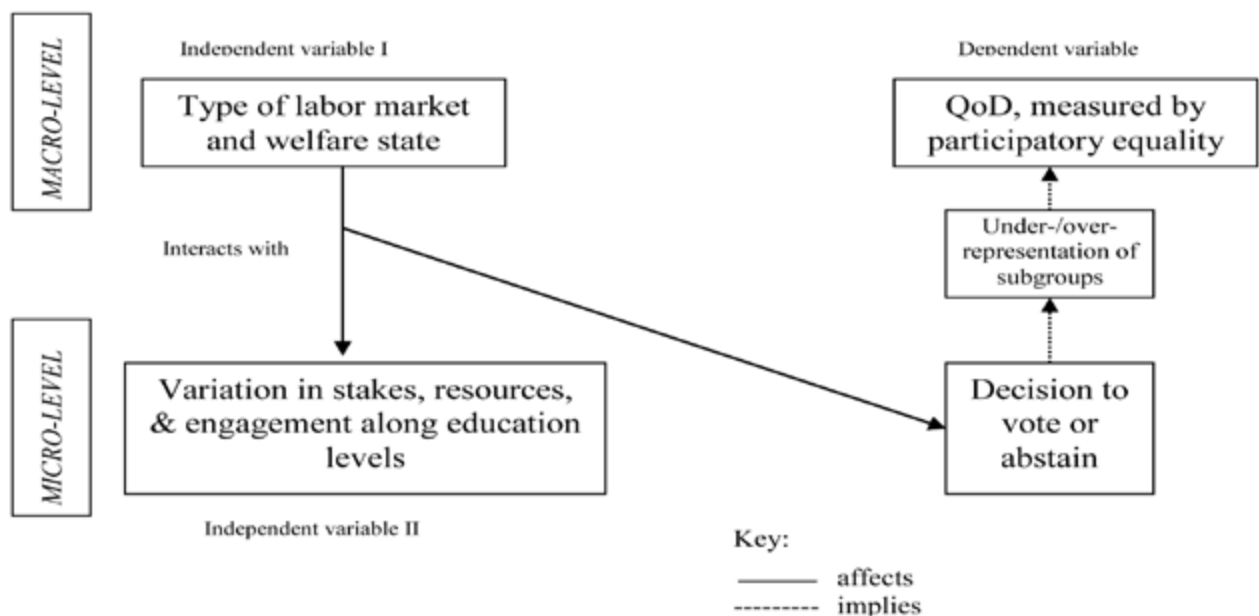 MACRO-LEVEL
Independent variable I
Type of labor market
and welfare state
Dependent variable
QoD, measured by
participatory equality
Interacts with
Under-/over-
representation of
subgroups
MICRO-LEVEL
Variation in stakes, resources,
& engagement along education
levels
Independent variable II
Decision to
vote or
abstain
Key:
affects
implies